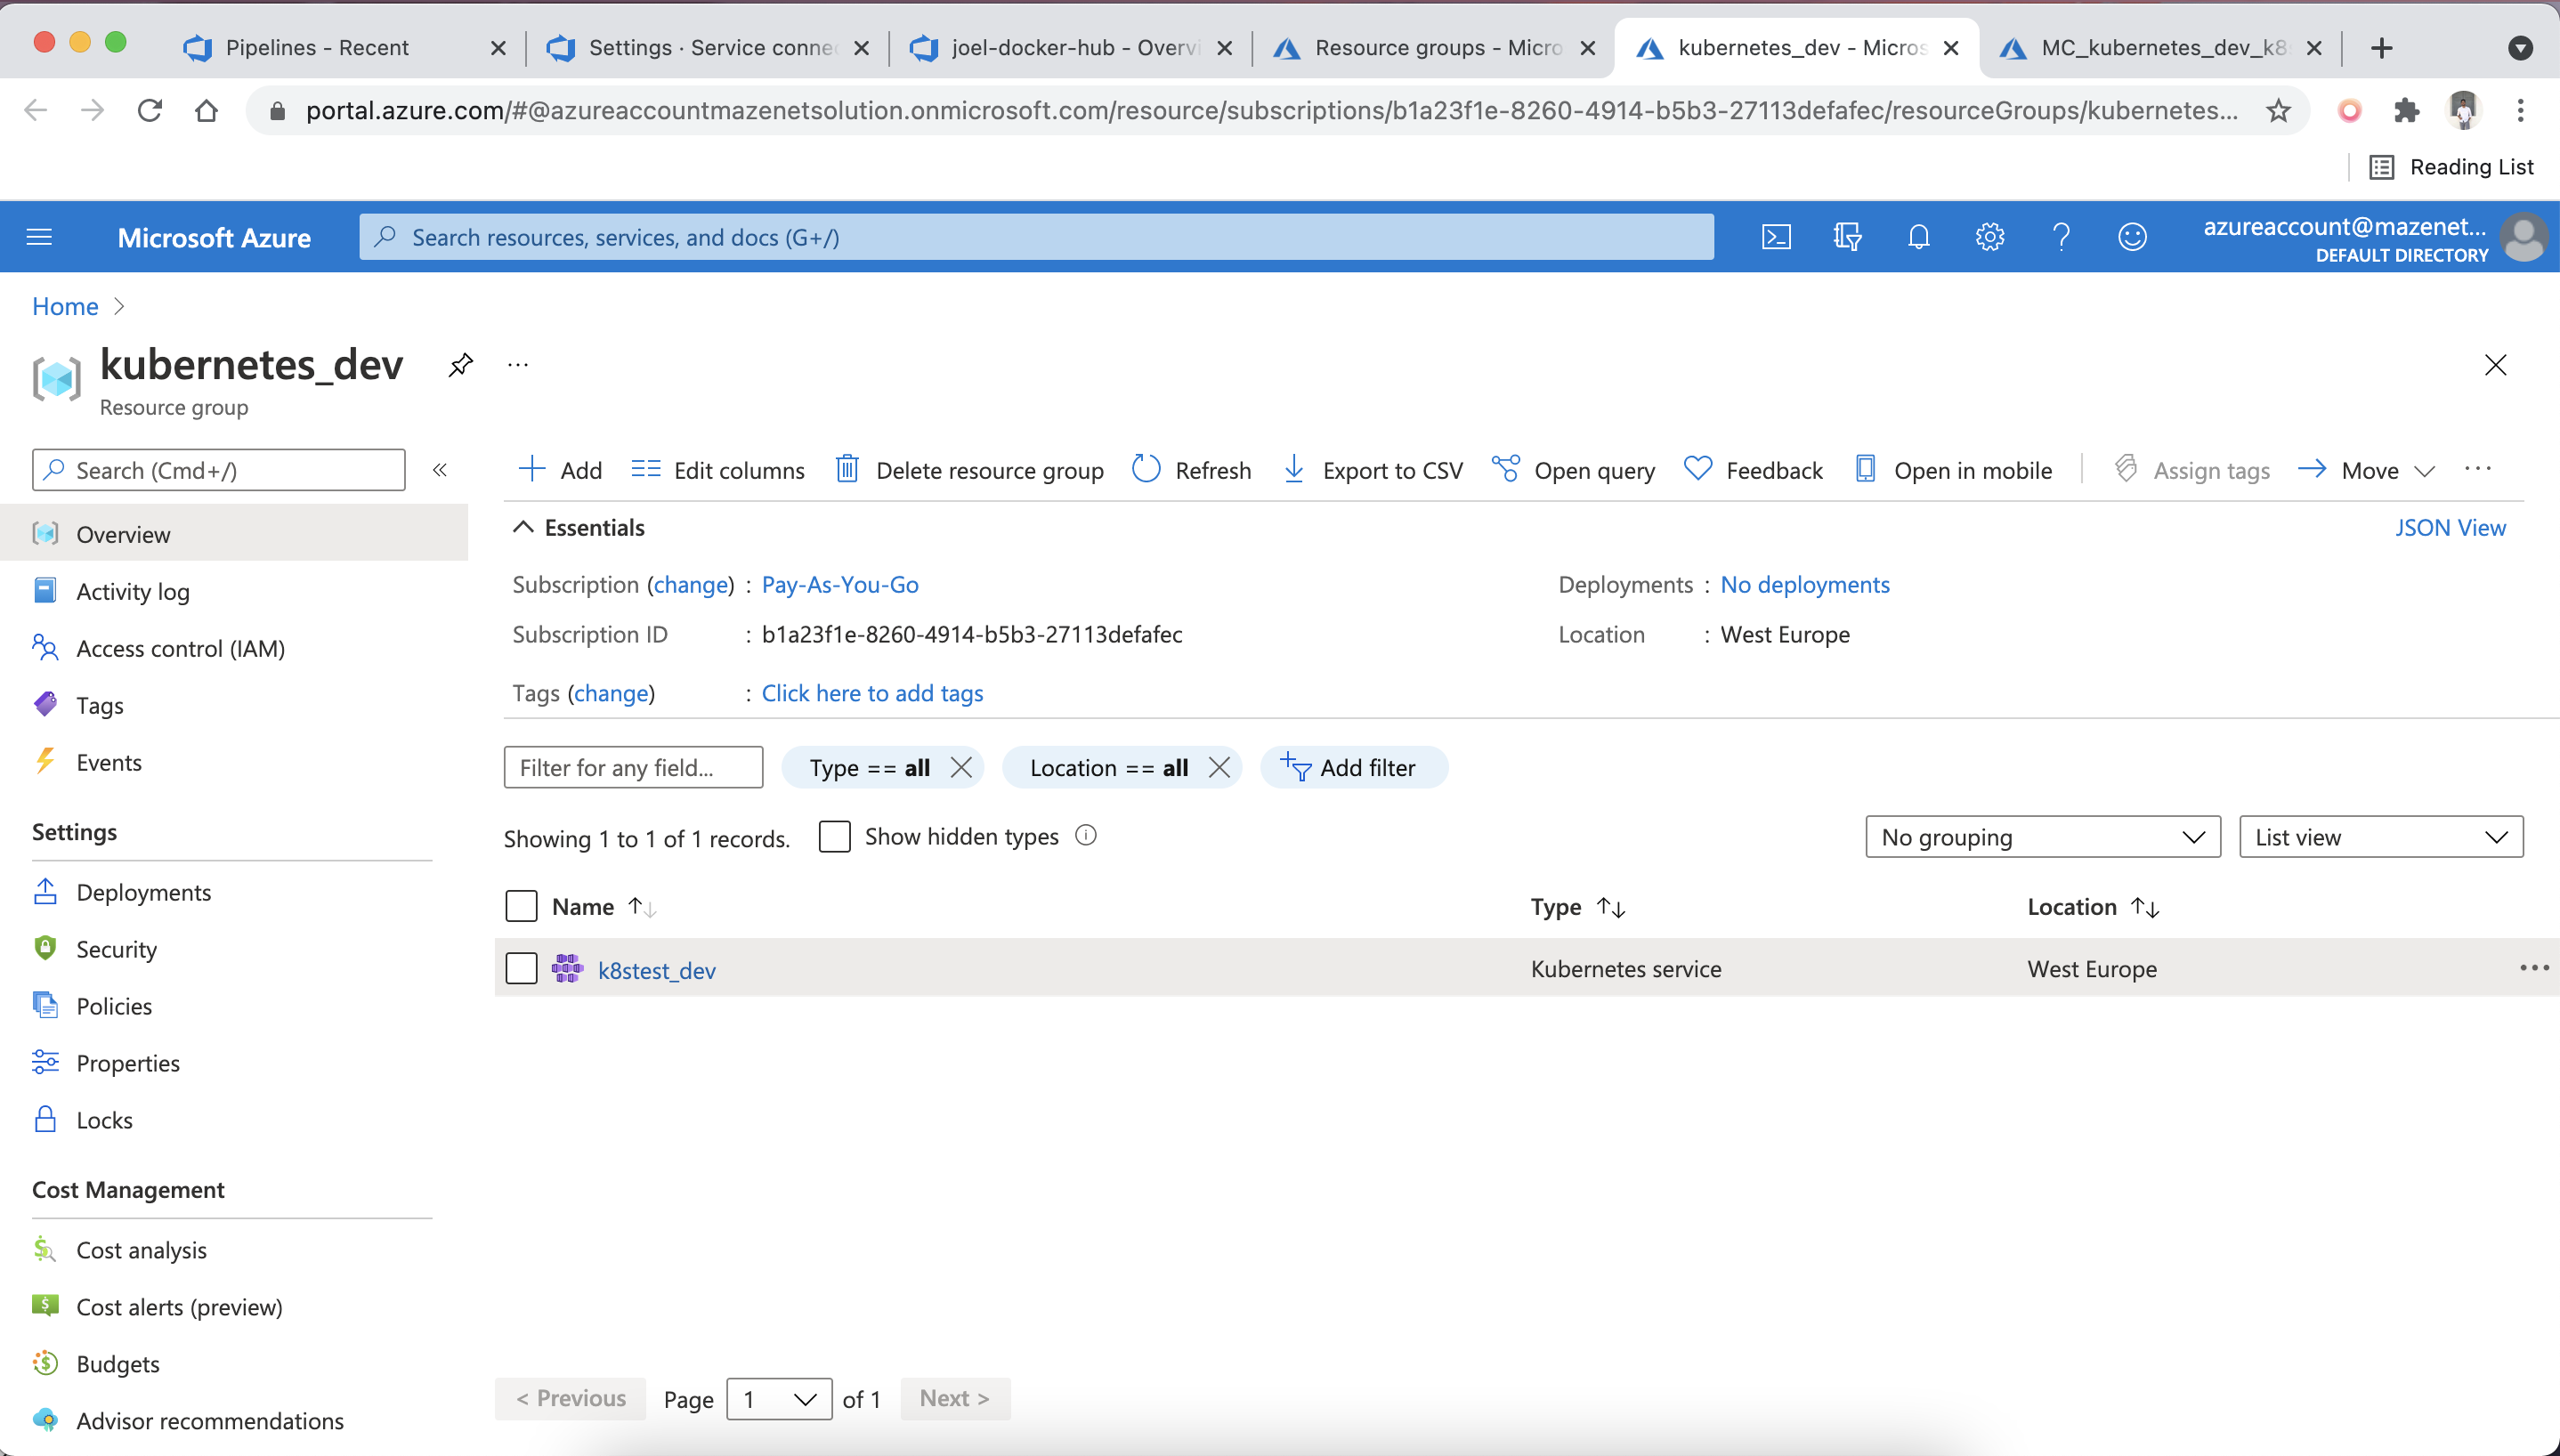 Pipelines - Recent
Settings · Service connec
joel-docker-hub - Overvi
Resource groups - Micro
kubernetes_dev - Micros
MC_kubernetes_dev_k8
portal.azure.com/#@azureaccountmazenetsolution.onmicrosoft.com/resource/subscriptions/b1a23f1e-8260-4914-b5b3-27113defafec/resourceGroups/kubernetes...
Reading List
Microsoft Azure
Search resources, services, and docs (G+/)
azureaccount@mazenet...
DEFAULT DIRECTORY
Home
kubernetes_dev
...
Resource group
Search (Cmd+/)
Add
Edit columns
Delete resource group
Refresh
Export to CSV
Open query
Feedback
Open in mobile
Assign tags
Move
Overview
Activity log
Access control (IAM)
Tags
Events
Settings
Deployments
Security
Policies
Properties
Locks
Cost Management
Cost analysis
Cost alerts (preview)
Budgets
Advisor recommendations
Essentials
JSON View
Subscription (change) : Pay-As-You-Go
Deployments : No deployments
Subscription ID : b1a23f1e-8260-4914-b5b3-27113defafec
Location : West Europe
Tags (change) : Click here to add tags
Filter for any field...
Type == all
Location == all
Add filter
Showing 1 to 1 of 1 records.
Show hidden types
No grouping
List view
Name
Type
Location
k8stest_dev
Kubernetes service
West Europe
< Previous
Page 1 of 1
Next >